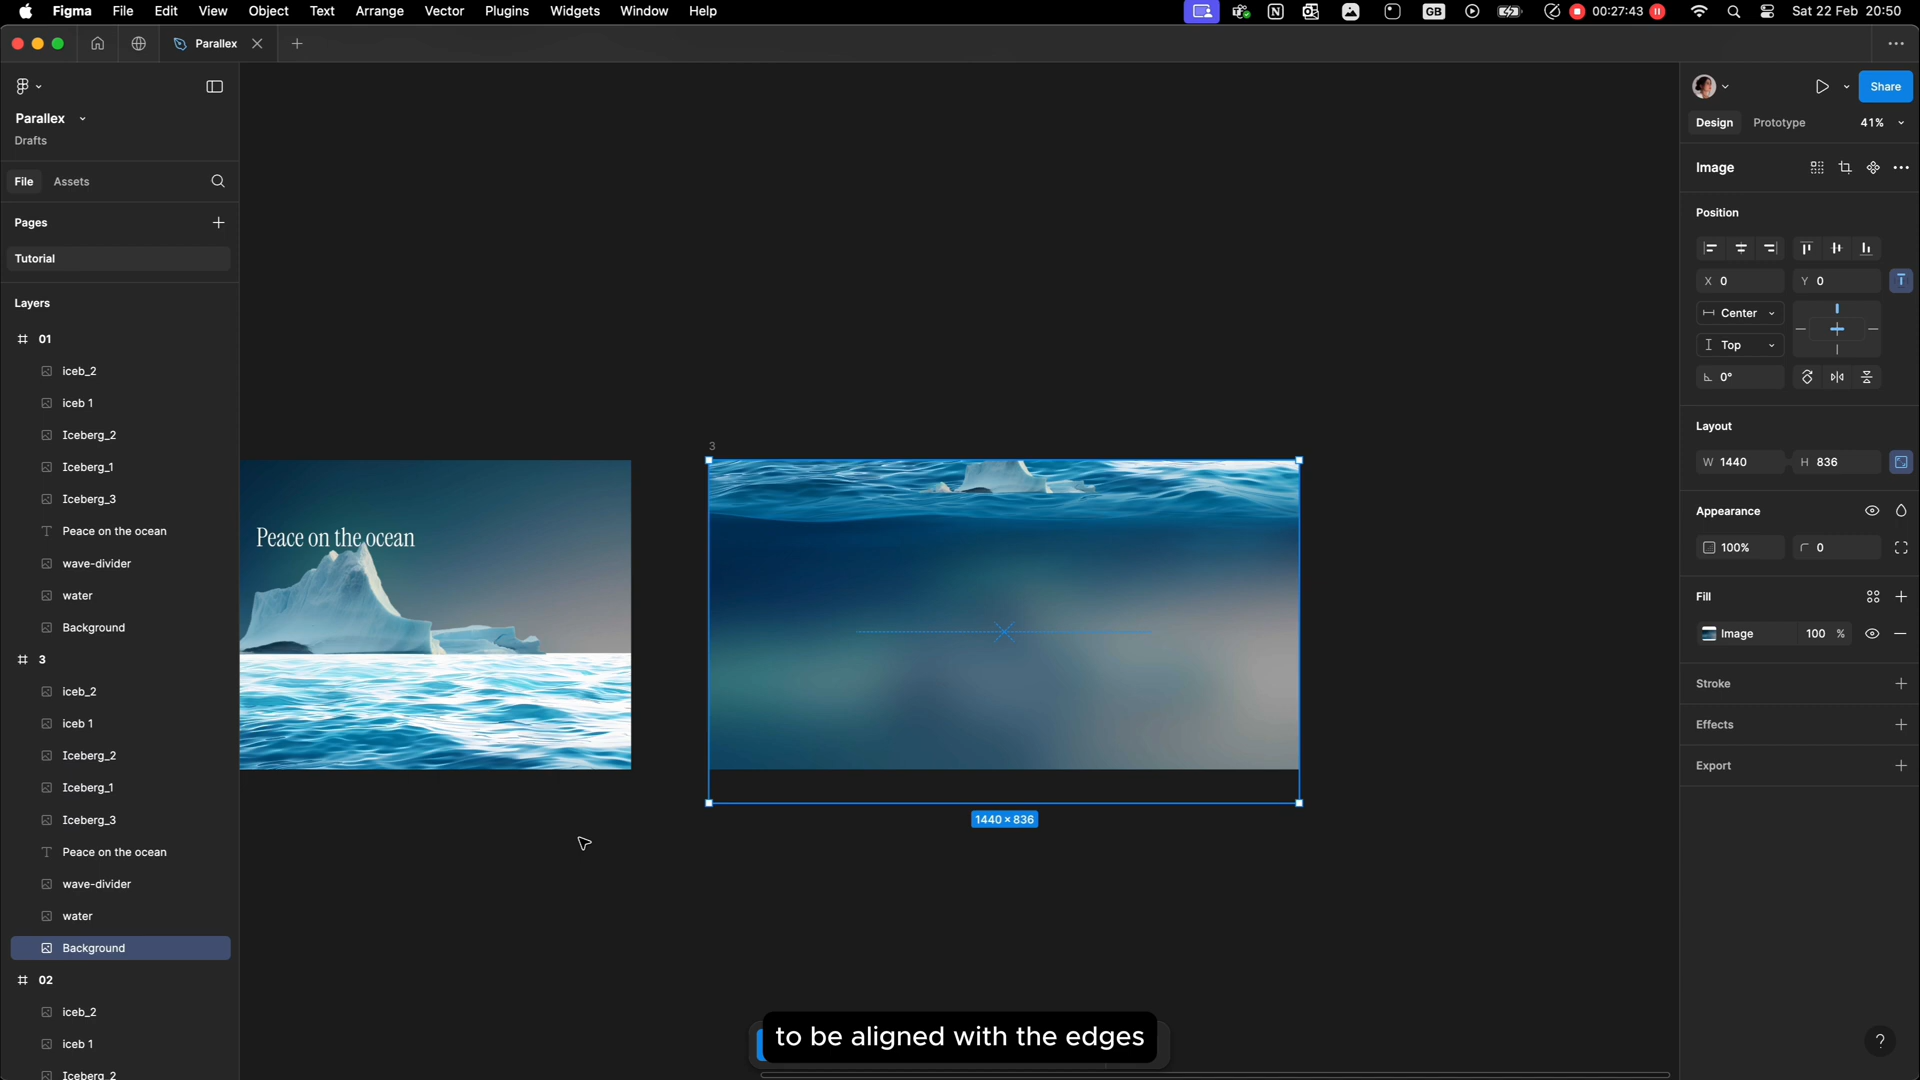 Figma File Edit View Object Text Arrange Vector Plugins Widgets Window Help
GB 00:27:43 Sat 22 Feb 20:50
Parallex
Share
Parallex
Drafts
Design Prototype 41%
File Assets
Image
Pages
Position
Tutorial
X 0 Y 0
Layers
Center
Top
01
0°
iceb_2
iceb 1
Iceberg_2
Layout
Iceberg_1
W 1440 H 836
Iceberg_3
Appearance
Peace on the ocean
100% 0
wave-divider
water
Fill
Background
Image 100 %
3
Stroke
iceb_2
iceb 1
Effects
Iceberg_2
Export
Iceberg_1
Iceberg_3
Peace on the ocean
wave-divider
water
Background
02
iceb_2
iceb 1
Iceberg_2
3
Peace on the ocean
1440 × 836
to be aligned with the edges
?